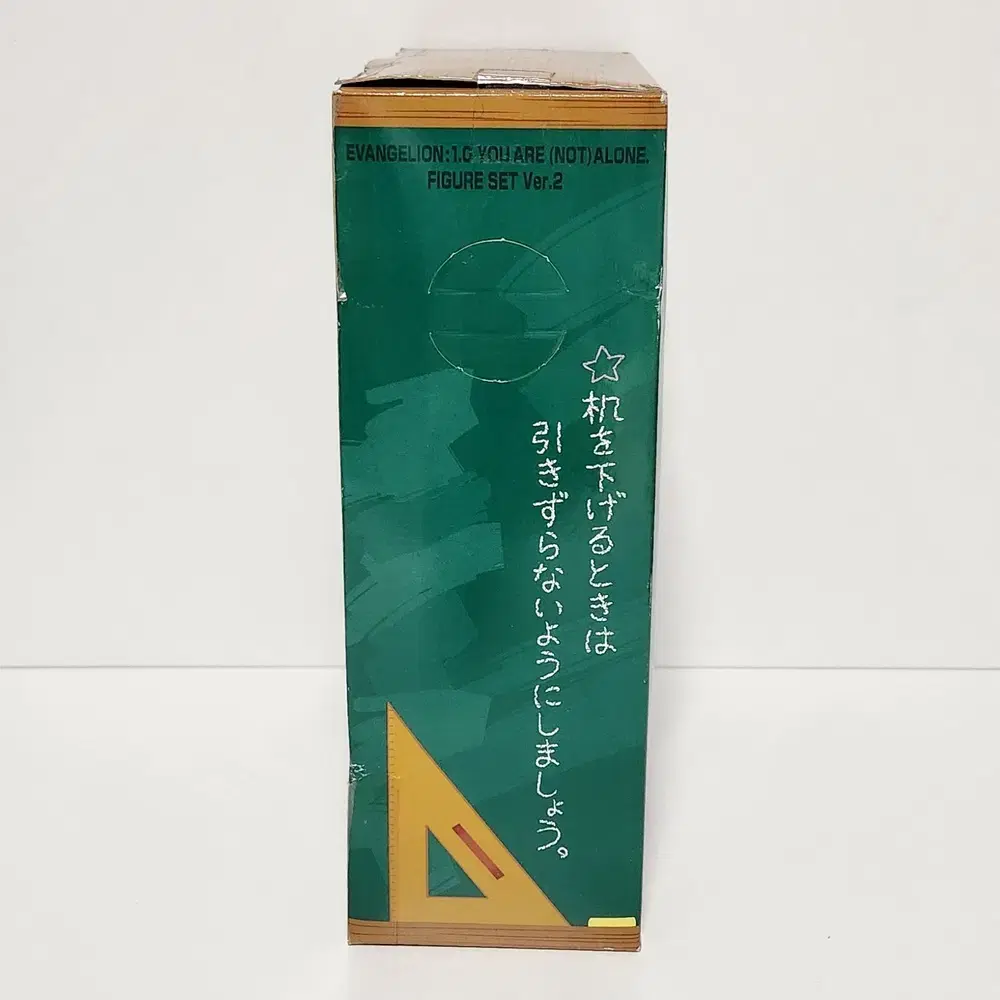 EVANGELION:1.0 YOU ARE (NOT) ALONE.
FIGURE SET Ver.2
☆机を下げるときは
引きずらないようにしましょう。